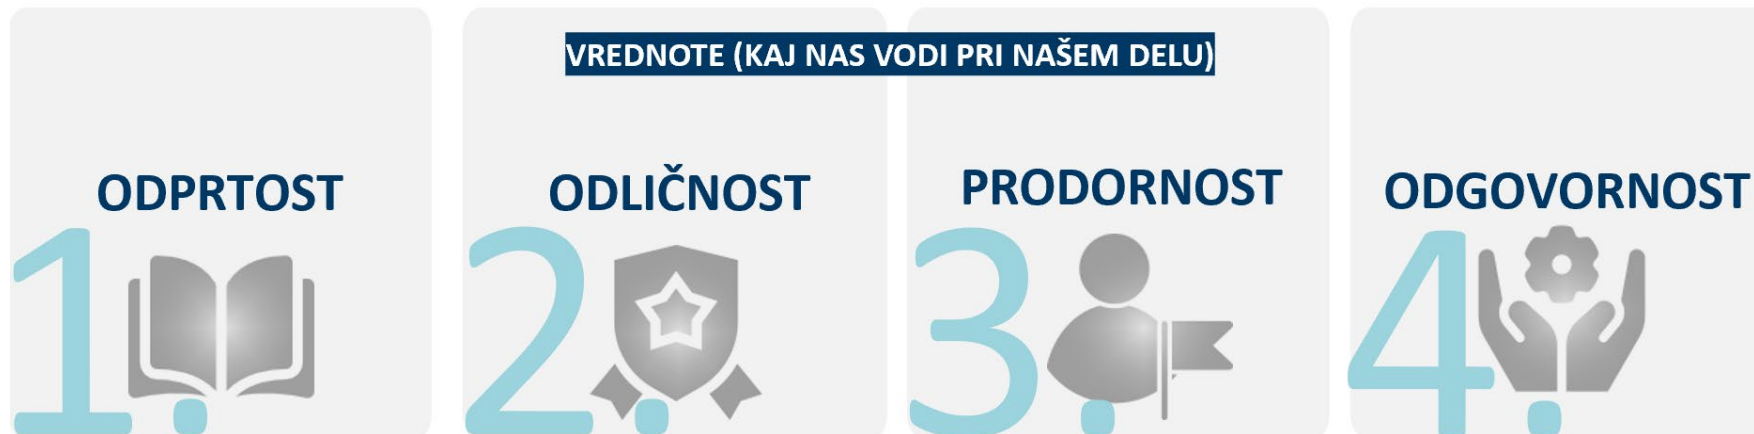 VREDNOTE (KAJ NAS VODI PRI NAŠEM DELU)
ODPRTOST
1.
ODLIČNOST
2.
PRODORNOST
3.
ODGOVORNOST
4.